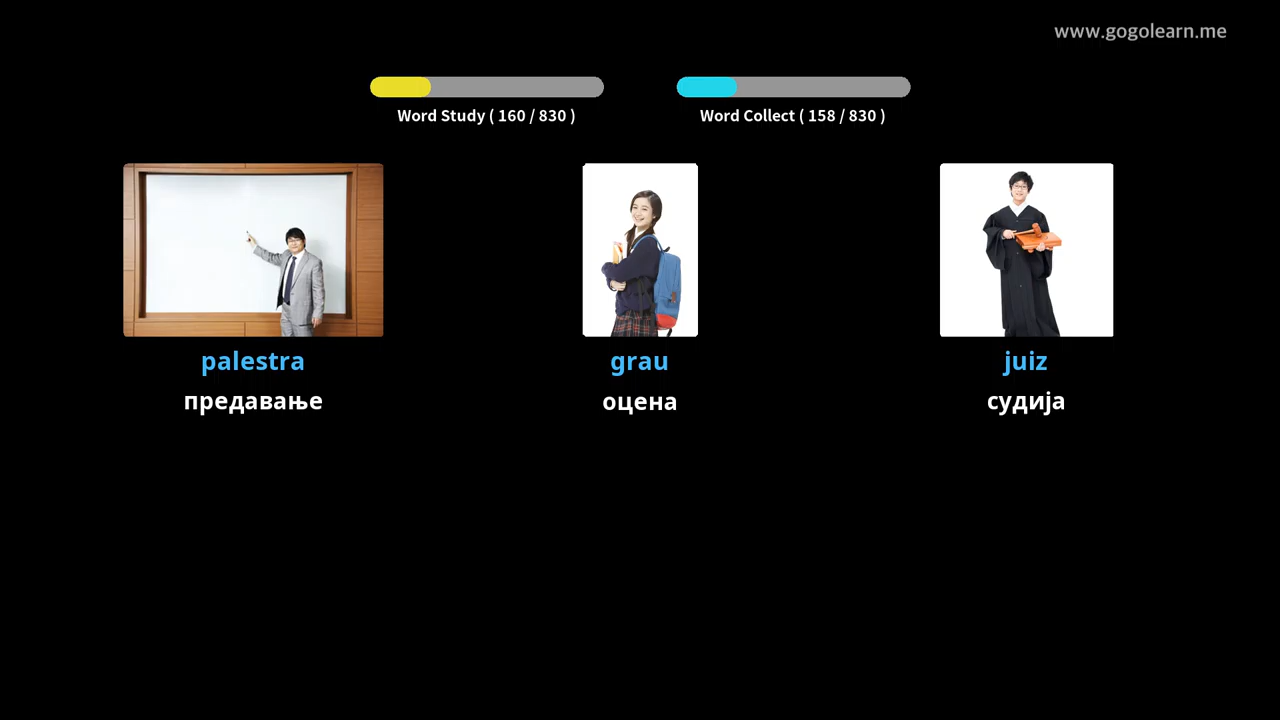 www.gogolearn.me
Word Study ( 160 / 830 )
Word Collect ( 158 / 830 )
palestra
grau
juiz
предавање
оцена
судија